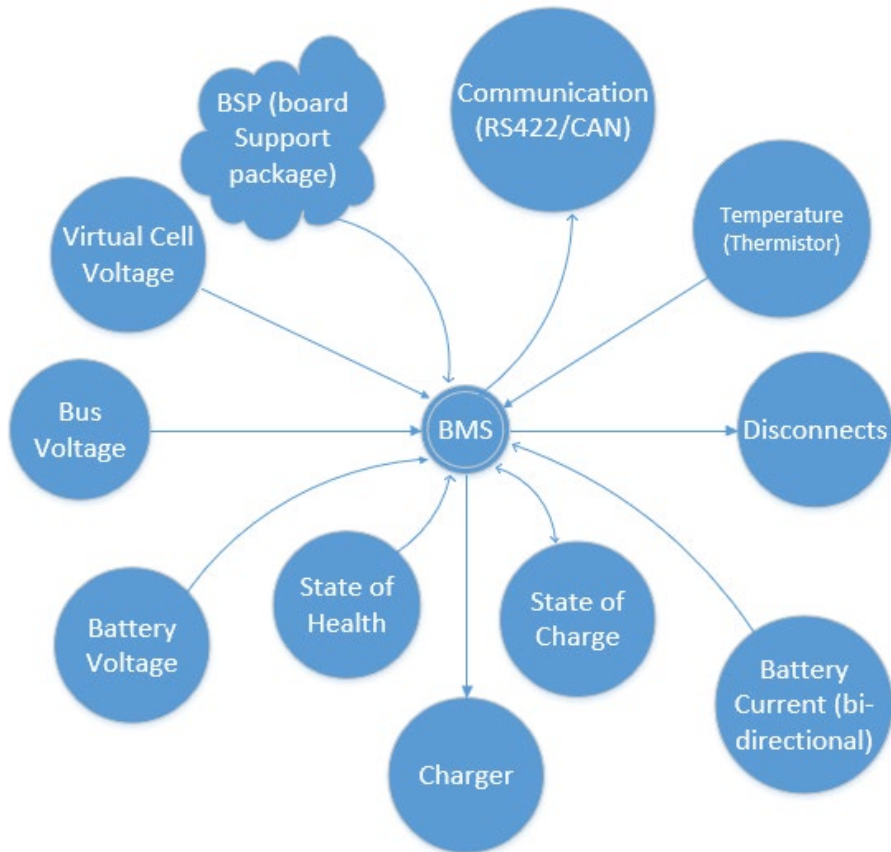 BSP (board
Support
package)
Communication
(RS422/CAN)
Temperature
(Thermistor)
Virtual Cell
Voltage
Bus
Voltage
BMS
Disconnects
Battery
Voltage
State of
Health
State of
Charge
Battery
Current (bi-
directional)
Charger